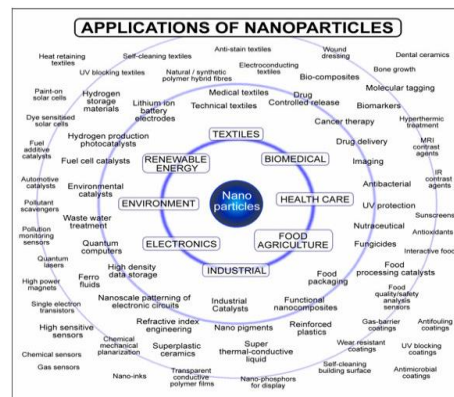 APPLICATIONS OF NANOPARTICLES
Anti-stain textiles
Heat retaining
textiles
Self-cleaning textiles
Wound
dressing
Dental ceramics
UV blocking textiles
Natural / synthetic
polymer hybrid fibres
Electroconducting
textiles
Bio-composites
Bone growth
Paint-on
solar cells
Hydrogen
storage
materials
Lithium ion
battery
electrodes
Medical textiles
Technical textiles
Drug
Controlled release
Biomarkers
Molecular tagging
Dye sensitised
solar cells
Cancer therapy
Hyperthermic
treatment
Hydrogen production
photocatalysts
TEXTILES
Drug delivery
MRI
contrast
agents
Fuel
additive
catalysts
Fuel cell catalysts
RENEWABLE
ENERGY
BIOMEDICAL
Imaging
IR
contrast
agents
Automotive
catalysts
Environmental
catalysts
Antibacterial
Pollutant
scavengers
ENVIRONMENT
Nano
particles
HEALTH CARE
UV protection
Sunscreens
Pollution
monitoring
sensors
Waste water
treatment
Nutraceutical
Antioxidants
Quantum
computers
ELECTRONICS
FOOD
AGRICULTURE
Fungicides
Interactive food
Quantum
lasers
High density
data storage
INDUSTRIAL
Food
packaging
Food
processing catalysts
High power
magnets
Ferro
fluids
Food
quality/safety
analysis sensors
Single electron
transistors
Nanoscale patterning of
electronic circuits
Industrial
Catalysts
Functional
nanocomposites
Gas-barrier
coatings
Antifouling
coatings
High sensitive
sensors
Refractive index
engineering
Nano pigments
Reinforced
plastics
Chemical
mechanical
planarization
Superplastic
ceramics
Super
thermal-conductive
liquid
Wear resistant
coatings
UV blocking
coatings
Chemical sensors
Gas sensors
Self-cleaning
building surface
Nano-inks
Transparent
conductive
polymer films
Nano-phosphors
for display
Antimicrobial
coatings